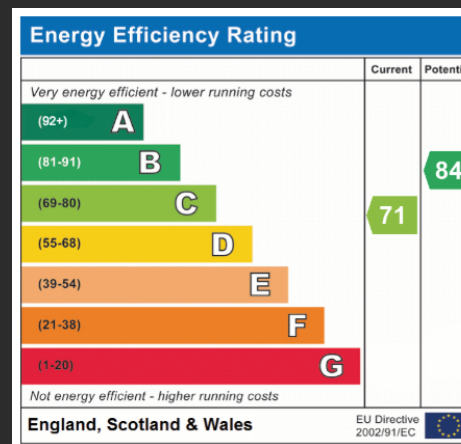 Energy Efficiency Rating
Current Potenti
Very energy efficient - lower running costs
(92+) A
(81-91) B
84
(69-80) C
71
(55-68) D
(39-54) E
(21-38) F
(1-20) G
Not energy efficient - higher running costs
England, Scotland & Wales
EU Directive
2002/91/EC